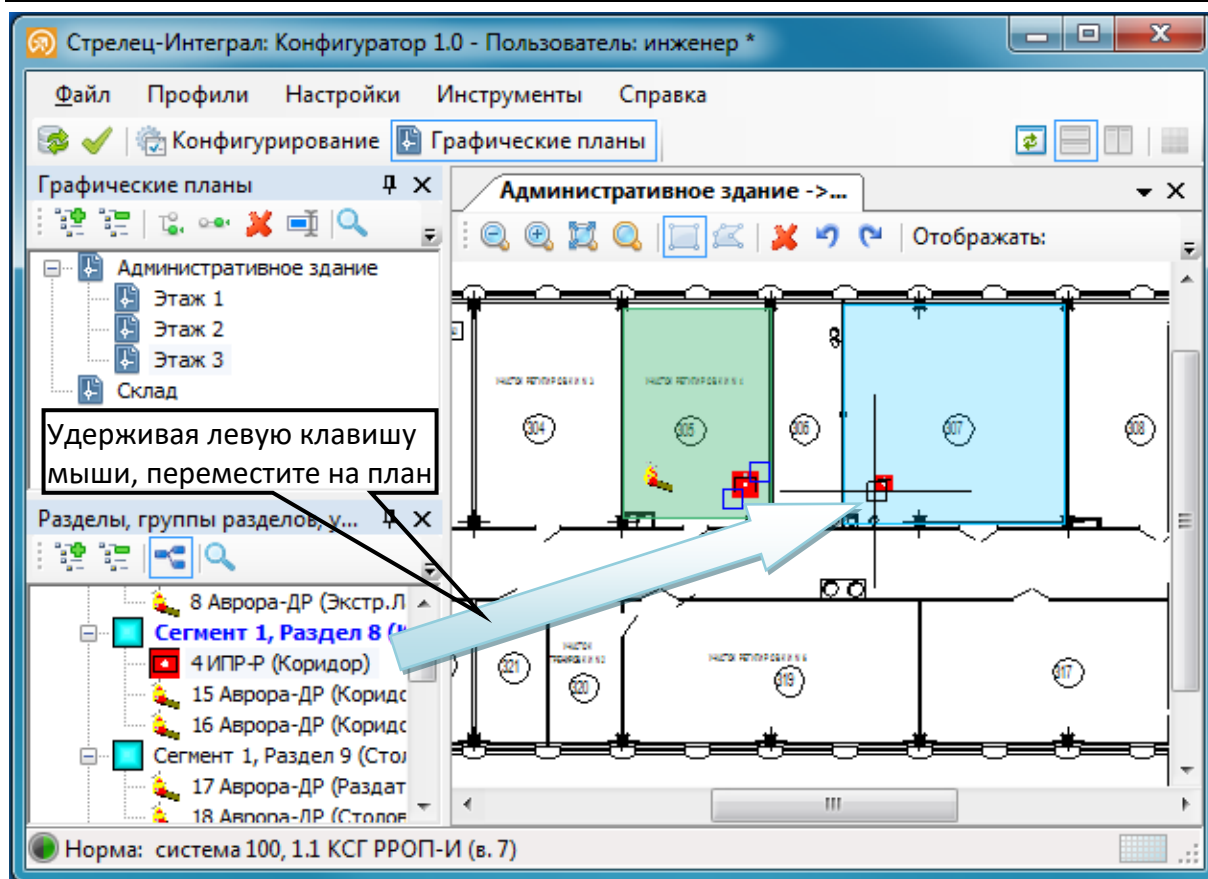 Стрелец-Интеграл: Конфигуратор 1.0 - Пользователь: инженер *
Файл Профили Настройки Инструменты Справка
Конфигурирование Графические планы
Графические планы
Административное здание ->...
Отображать:
Административное здание
Этаж 1
Этаж 2
Этаж 3
Склад
304
305
306
307
308
Удерживая левую клавишу
мыши, переместите на план
Разделы, группы разделов, у...
8 Аврора-ДР (Экстр.Л
Сегмент 1, Раздел 8 (К
4 ИПР-Р (Коридор)
15 Аврора-ДР (Коридс
16 Аврора-ДР (Коридс
Сегмент 1, Раздел 9 (Стол
17 Аврора-ДР (Раздат
18 Аврора-ДР (Столов
321
320
319
317
Норма: система 100, 1.1 КСГ РРОП-И (в. 7)